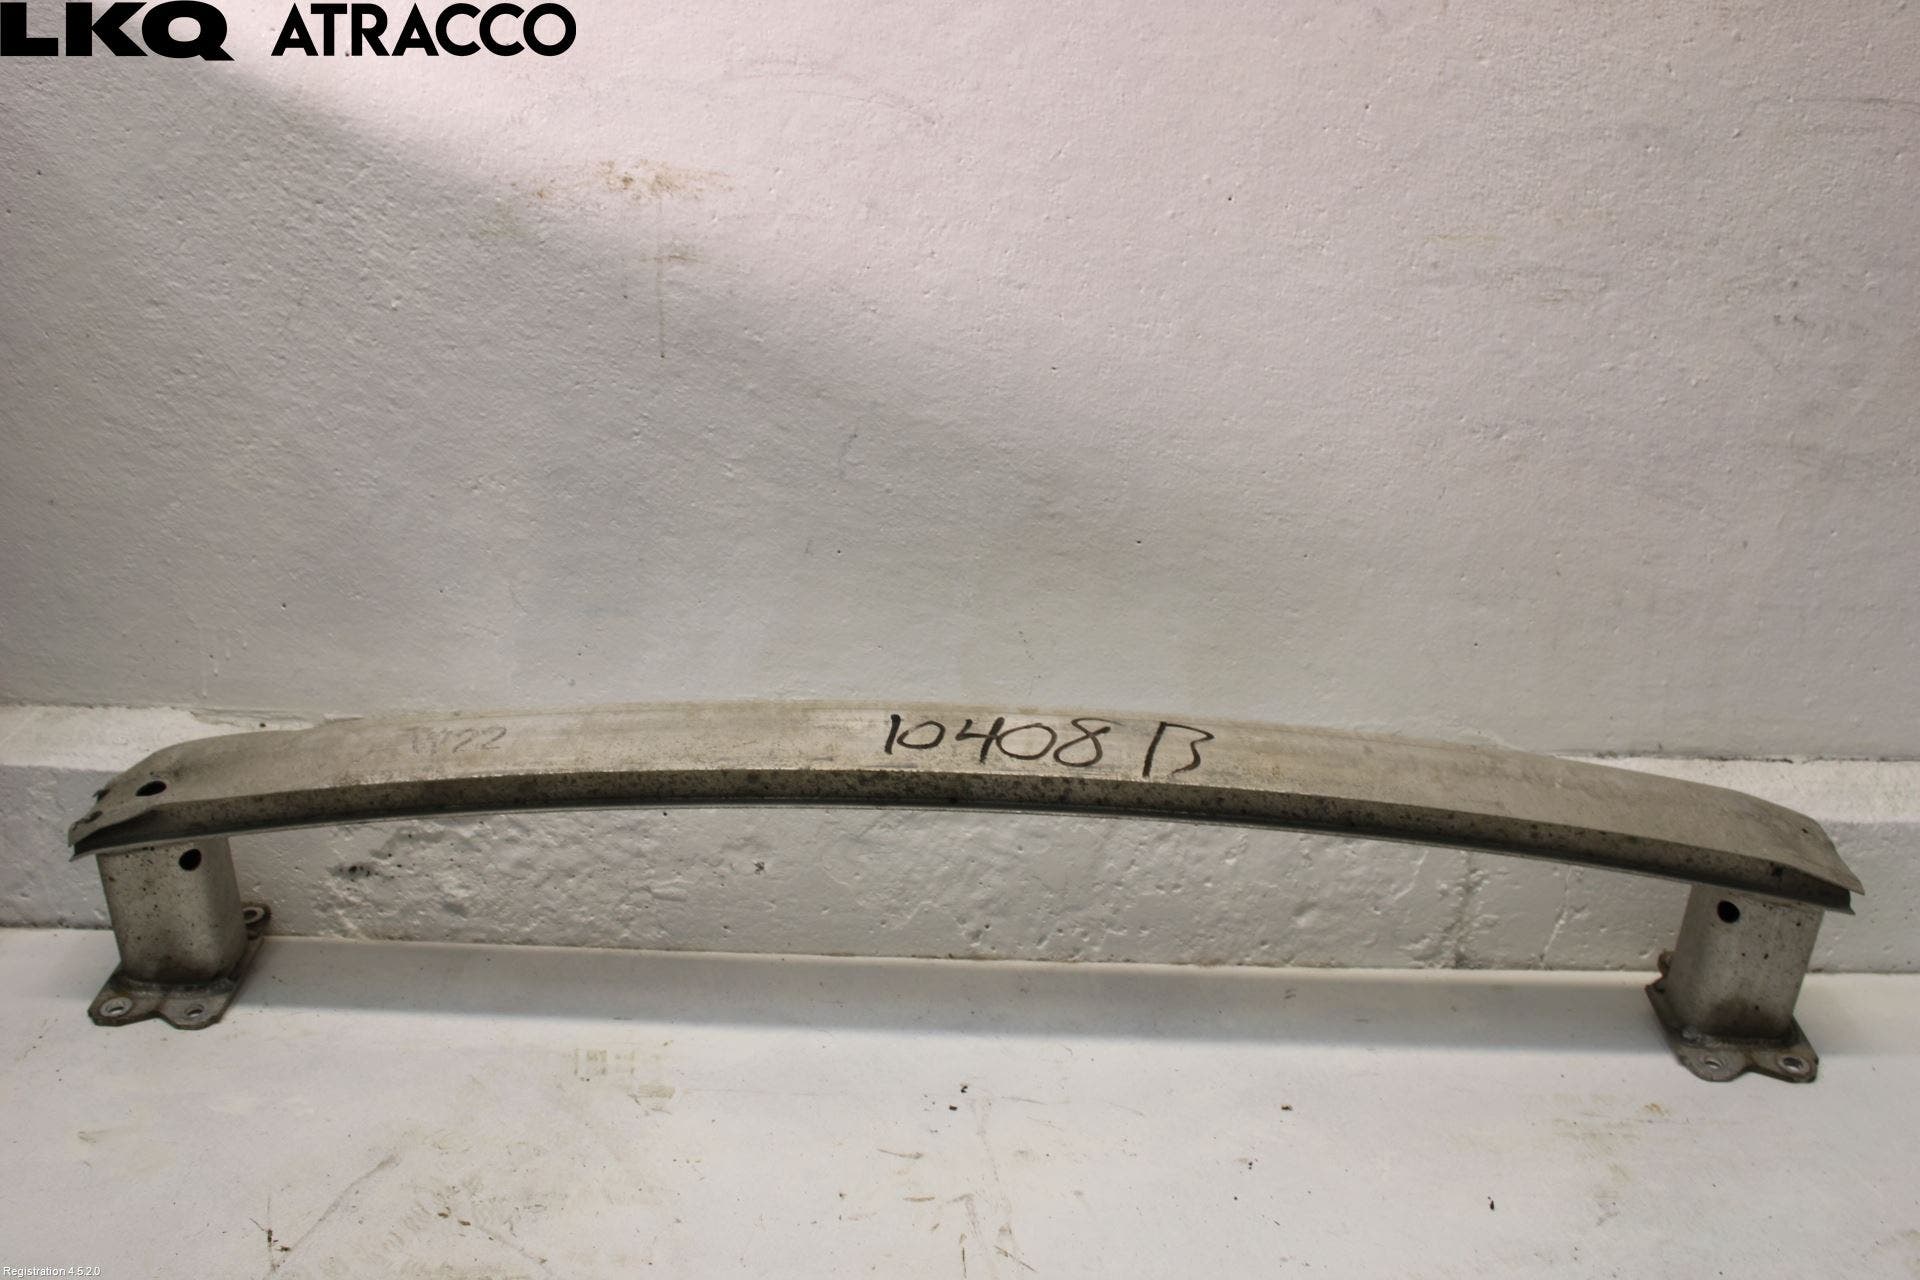 LKQ ATRACCO
10408 B
Registration 4.5.2.0